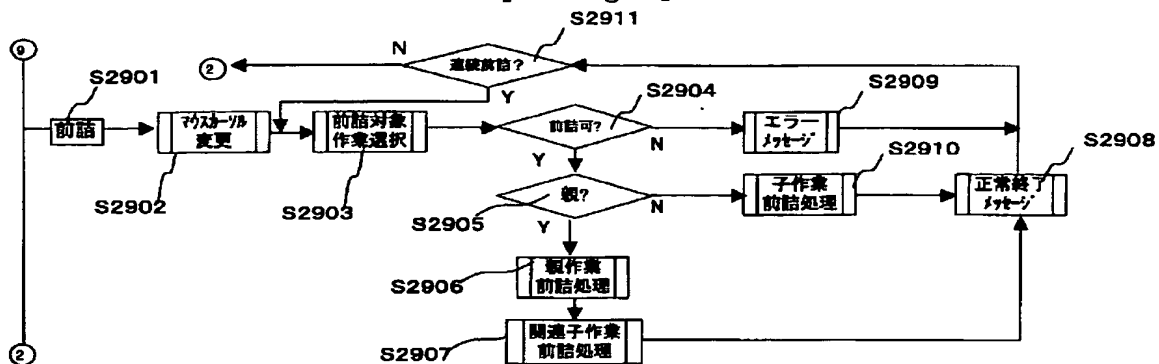 S2911
⑨
N
②
連続前詰?
Y
S2901
前詰
マウスカーソル
変更
S2902
前詰対象
作業選択
S2903
S2904
前詰可?
N
Y
S2909
エラー
メッセージ
S2910
S2908
親?
N
Y
S2905
子作業
前詰処理
正常終了
メッセージ
親作業
前詰処理
S2906
関連子作業
前詰処理
S2907
②